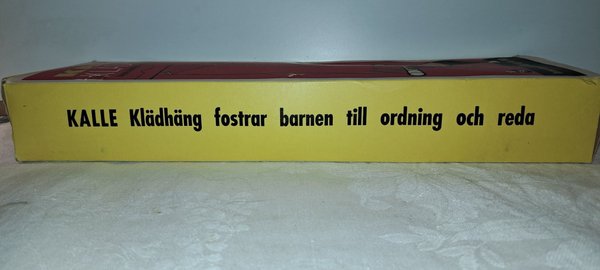 KALLE Klädhäng fostrar barnen till ordning och reda